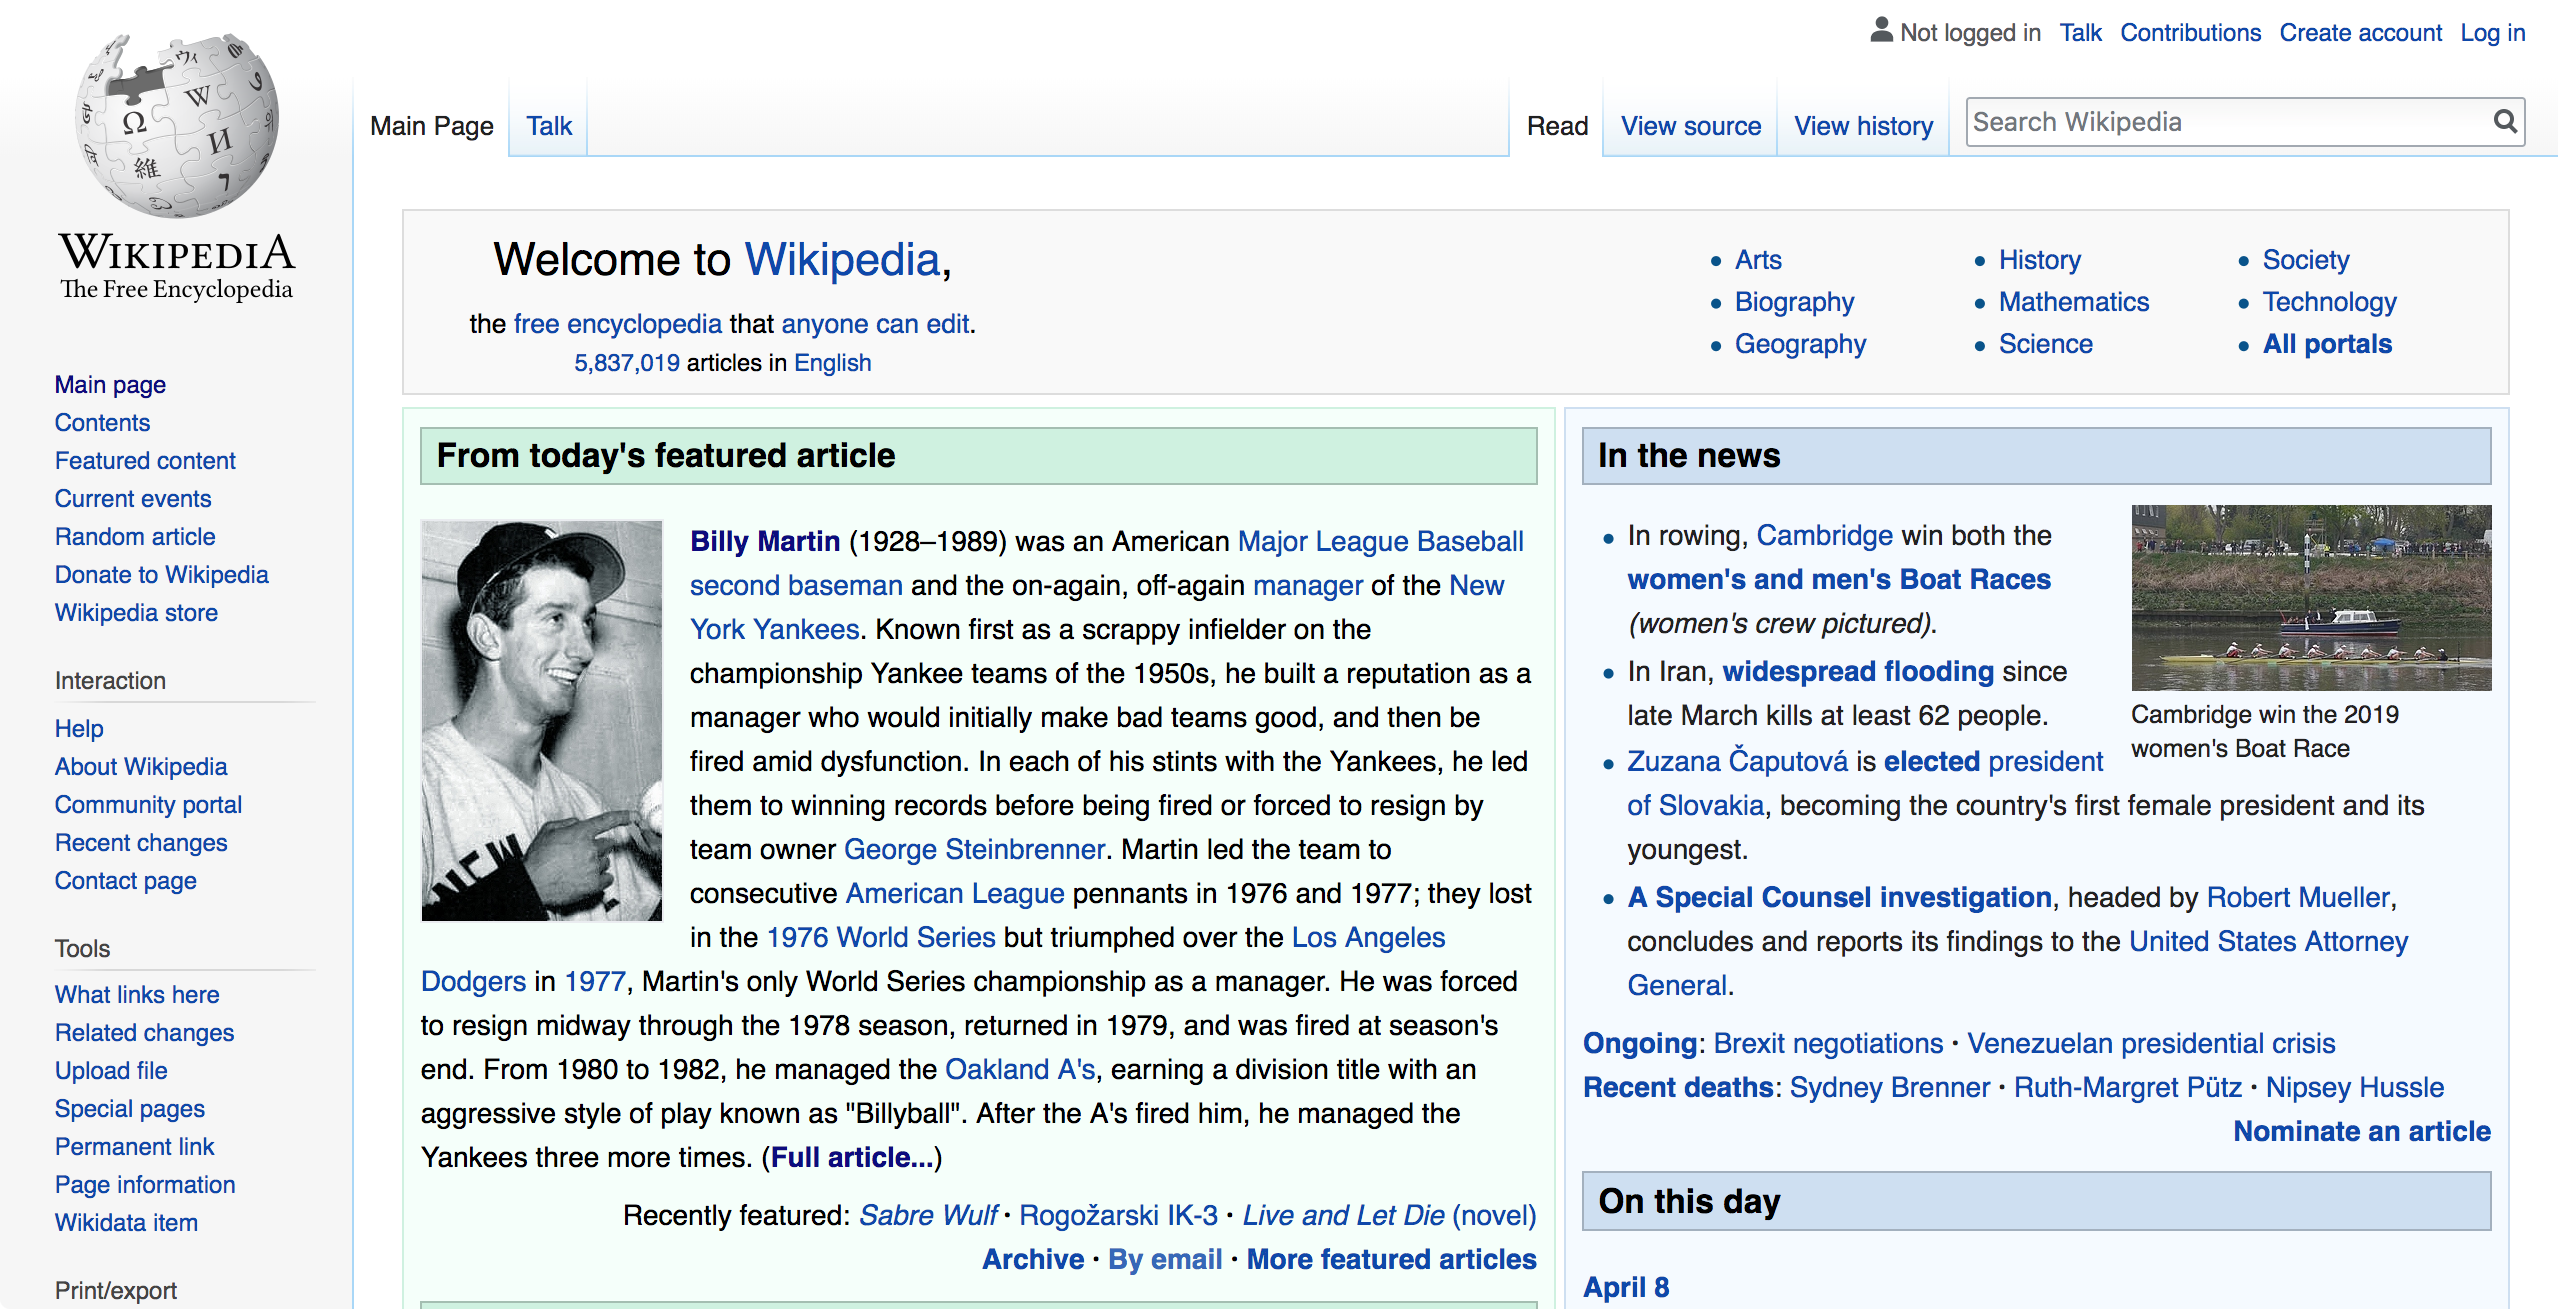 Not logged in Talk Contributions Create account Log in
Main Page Talk Read View source View history Search Wikipedia
WIKIPEDIA
The Free Encyclopedia
Main page
Contents
Featured content
Current events
Random article
Donate to Wikipedia
Wikipedia store
Interaction
Help
About Wikipedia
Community portal
Recent changes
Contact page
Tools
What links here
Related changes
Upload file
Special pages
Permanent link
Page information
Wikidata item
Print/export
Welcome to Wikipedia,
the free encyclopedia that anyone can edit.
5,837,019 articles in English
Arts
Biography
Geography
History
Mathematics
Science
Society
Technology
All portals
From today's featured article
NEW
Billy Martin (1928–1989) was an American Major League Baseball
second baseman and the on-again, off-again manager of the New
York Yankees. Known first as a scrappy infielder on the
championship Yankee teams of the 1950s, he built a reputation as a
manager who would initially make bad teams good, and then be
fired amid dysfunction. In each of his stints with the Yankees, he led
them to winning records before being fired or forced to resign by
team owner George Steinbrenner. Martin led the team to
consecutive American League pennants in 1976 and 1977; they lost
in the 1976 World Series but triumphed over the Los Angeles
Dodgers in 1977, Martin's only World Series championship as a manager. He was forced
to resign midway through the 1978 season, returned in 1979, and was fired at season's
end. From 1980 to 1982, he managed the Oakland A's, earning a division title with an
aggressive style of play known as "Billyball". After the A's fired him, he managed the
Yankees three more times. (Full article...)
Recently featured: Sabre Wulf · Rogožarski IK-3 · Live and Let Die (novel)
Archive · By email · More featured articles
In the news
In rowing, Cambridge win both the
women's and men's Boat Races
(women's crew pictured).
In Iran, widespread flooding since
late March kills at least 62 people.
Cambridge win the 2019
women's Boat Race
Zuzana Čaputová is elected president
of Slovakia, becoming the country's first female president and its
youngest.
A Special Counsel investigation, headed by Robert Mueller,
concludes and reports its findings to the United States Attorney
General.
Ongoing: Brexit negotiations · Venezuelan presidential crisis
Recent deaths: Sydney Brenner · Ruth-Margret Pütz · Nipsey Hussle
Nominate an article
On this day
April 8